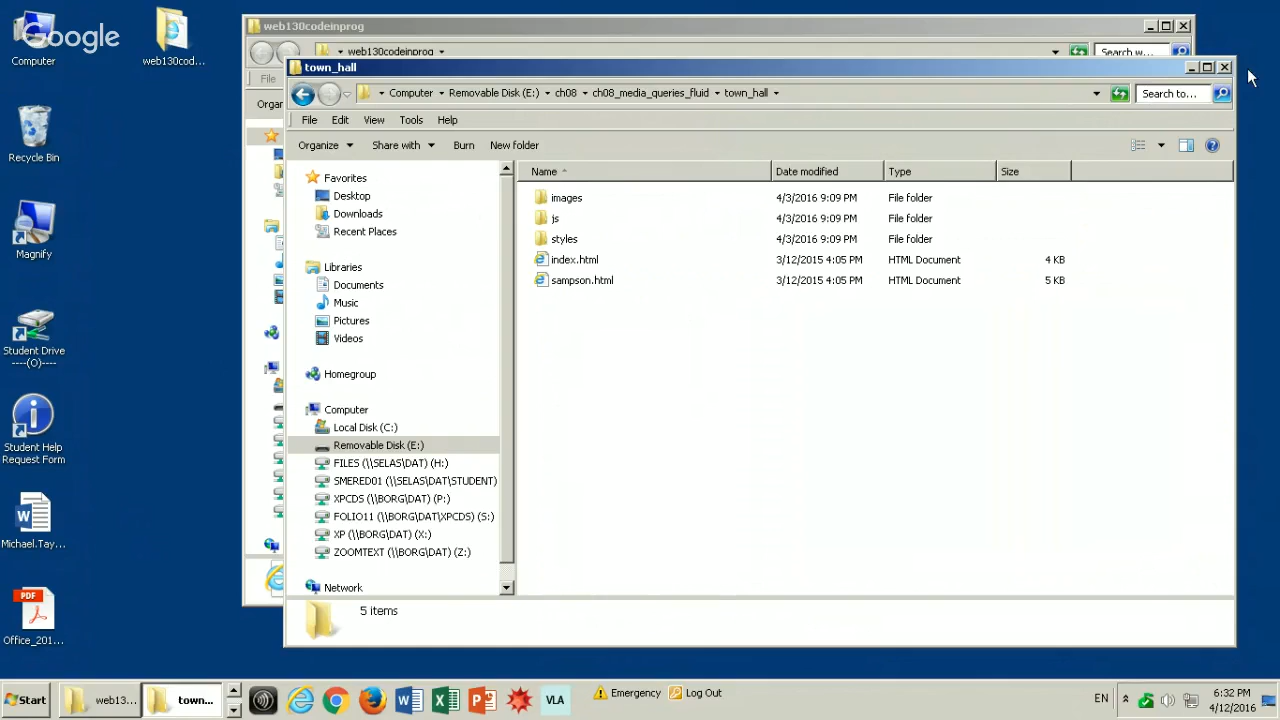 Google
Computer
web130cod...
Recycle Bin
Magnify
Student Drive
----(O)----
Student Help
Request Form
Michael.Tay...
PDF
Office_201...
web130codeinprog
web130codeinprog
Search w...
File
Organ
town_hall
Computer
Removable Disk (E:)
ch08
ch08_media_queries_fluid
town_hall
Search to...
File Edit View Tools Help
Organize Share with Burn New folder
Favorites
Desktop
Downloads
Recent Places
Libraries
Documents
Music
Pictures
Videos
Homegroup
Computer
Local Disk (C:)
Removable Disk (E:)
FILES (\\SELAS\DAT) (H:)
SMERED01 (\\SELAS\DAT\STUDENT)
XPCDS (\\BORG\DAT) (P:)
FOLIO11 (\\BORG\DAT\XPCDS) (S:)
XP (\\BORG\DAT) (X:)
ZOOMTEXT (\\BORG\DAT) (Z:)
Network
Name Date modified Type Size
images 4/3/2016 9:09 PM File folder
js 4/3/2016 9:09 PM File folder
styles 4/3/2016 9:09 PM File folder
index.html 3/12/2015 4:05 PM HTML Document 4 KB
sampson.html 3/12/2015 4:05 PM HTML Document 5 KB
5 items
Start
web13...
town...
VLA
Emergency
Log Out
EN
6:32 PM
4/12/2016